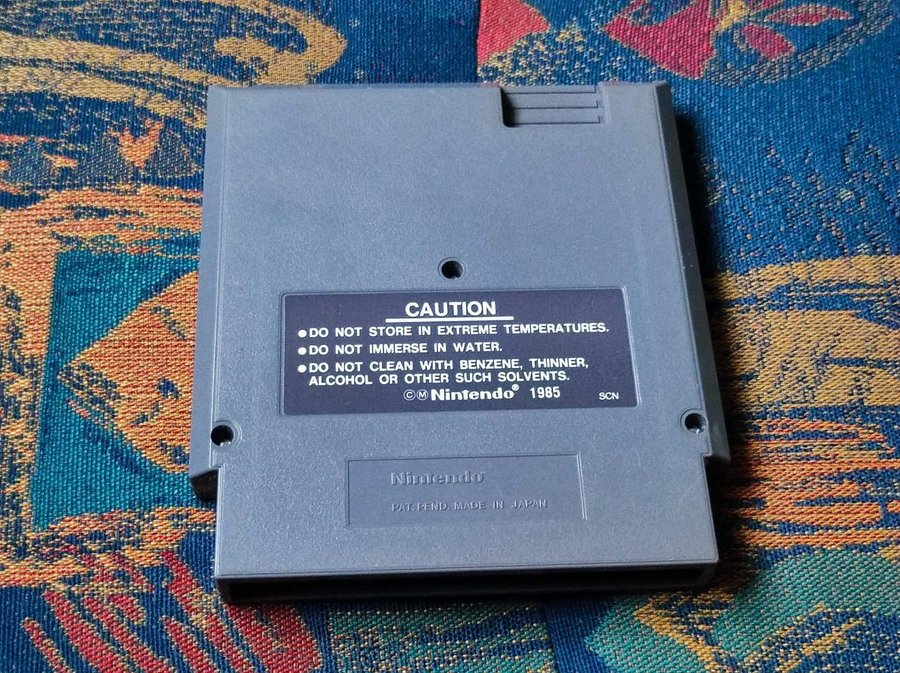 CAUTION
●DO NOT STORE IN EXTREME TEMPERATURES.
●DO NOT IMMERSE IN WATER.
●DO NOT CLEAN WITH BENZENE, THINNER,
ALCOHOL OR OTHER SUCH SOLVENTS.
©Ⓜ Nintendo® 1985 SCN
Nintendo
PAT. PEND. MADE IN JAPAN